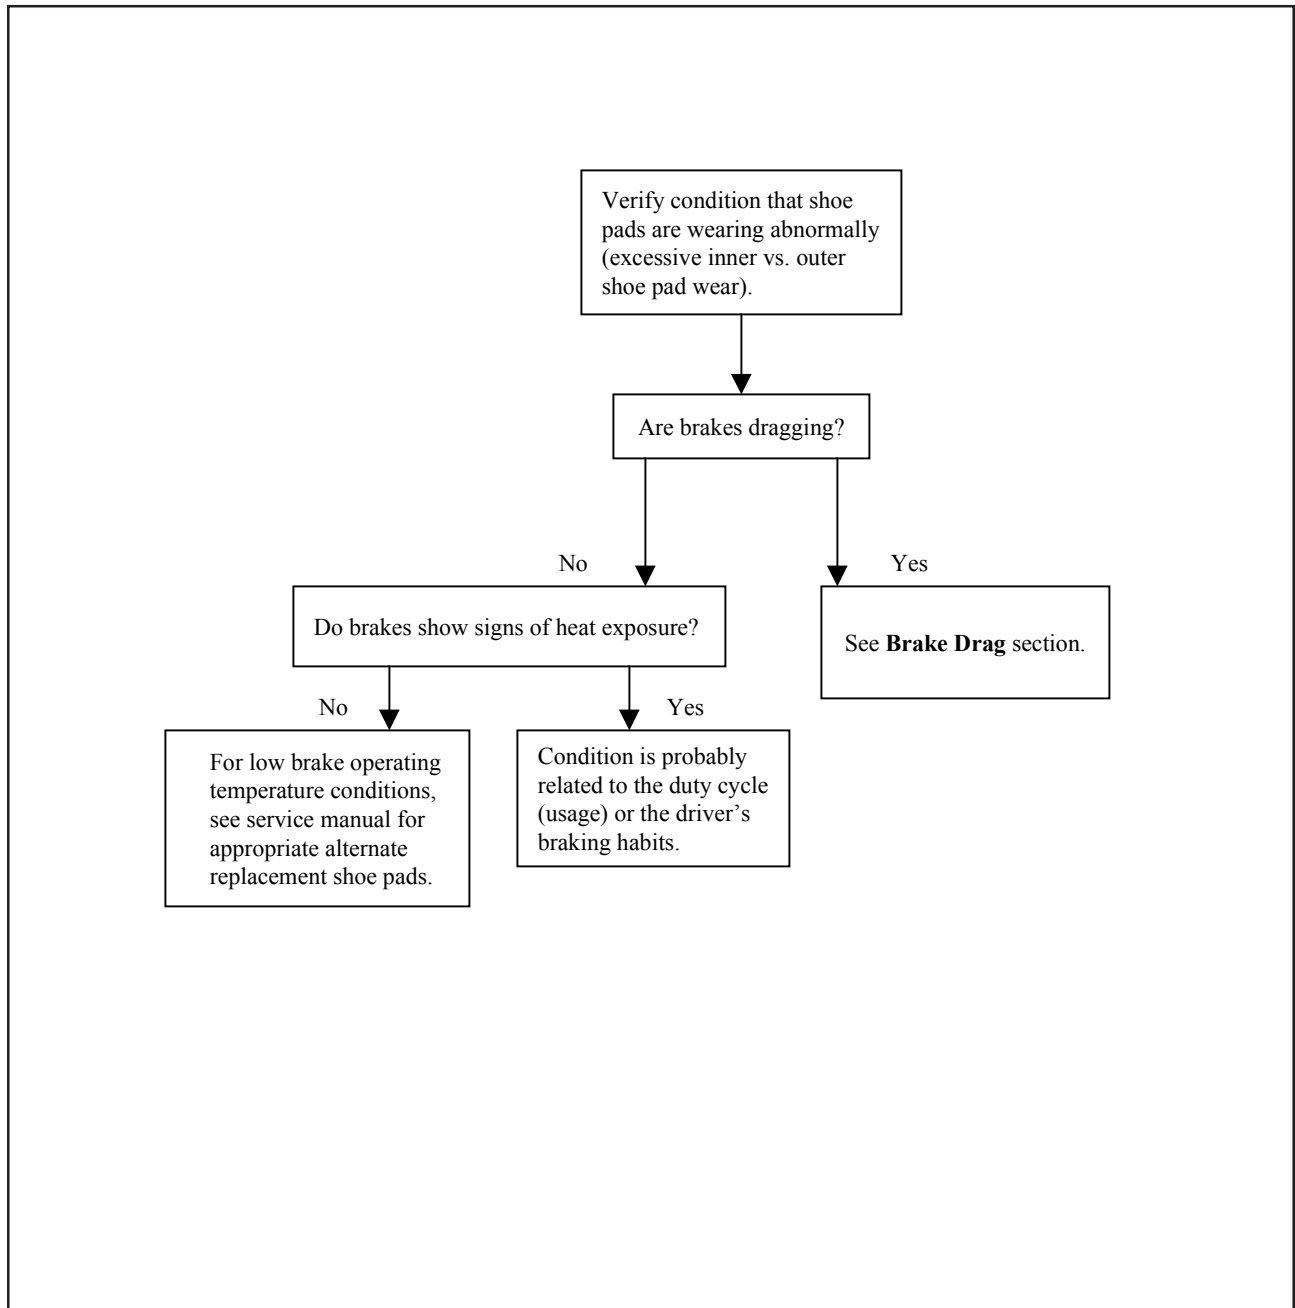 Verify condition that shoe
pads are wearing abnormally
(excessive inner vs. outer
shoe pad wear).
Are brakes dragging?
No
Yes
Do brakes show signs of heat exposure?
See Brake Drag section.
No
Yes
For low brake operating
temperature conditions,
see service manual for
appropriate alternate
replacement shoe pads.
Condition is probably
related to the duty cycle
(usage) or the driver’s
braking habits.